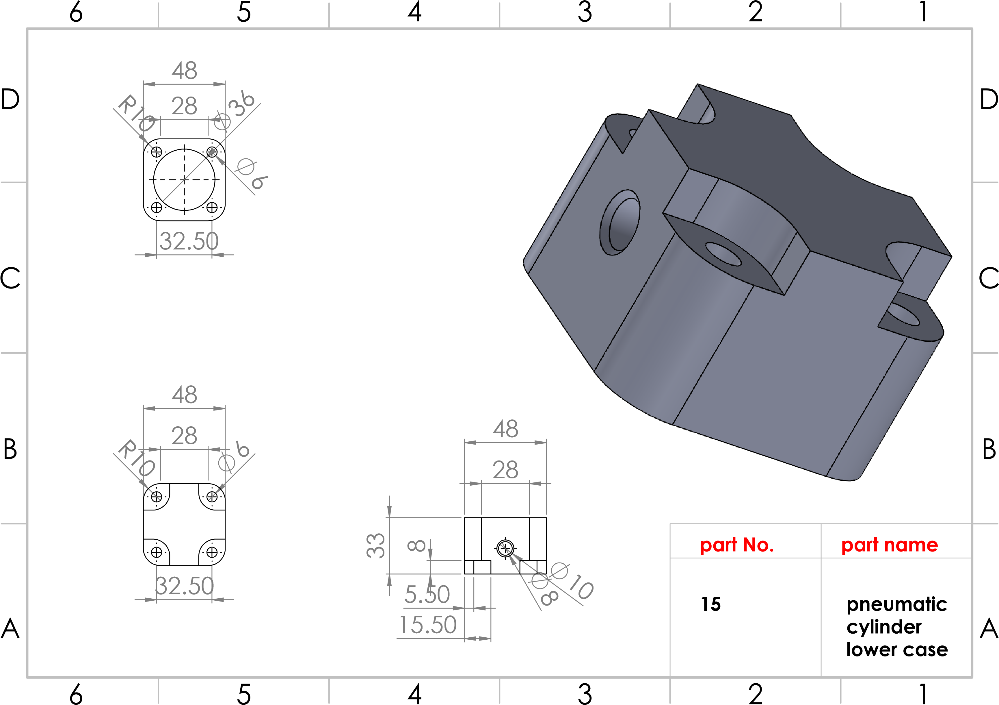 6 5 4 3 2 1
D D
C C
B B
A A
48
28
R10
⌀36
⌀6
32.50
48
28
R10
⌀6
32.50
48
28
33
8
5.50
15.50
⌀8
⌀10
part No. part name
15 pneumatic
cylinder
lower case
6 5 4 3 2 1